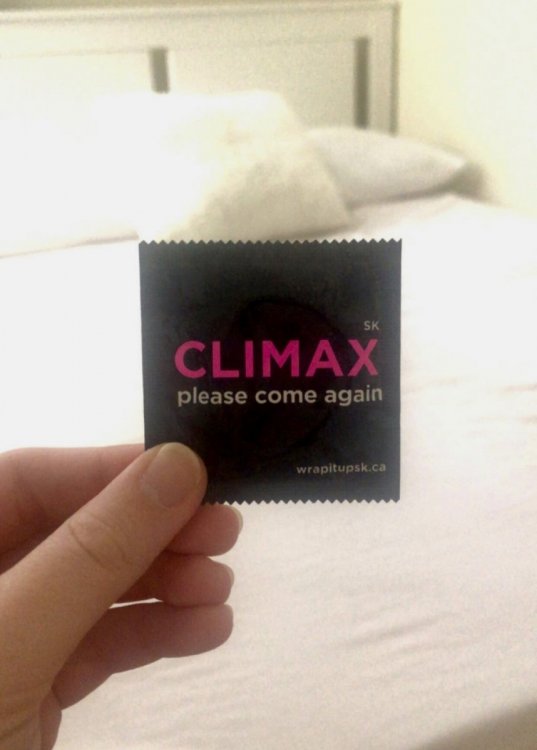 SK
CLIMAX
please come again
wrapitupsk.ca